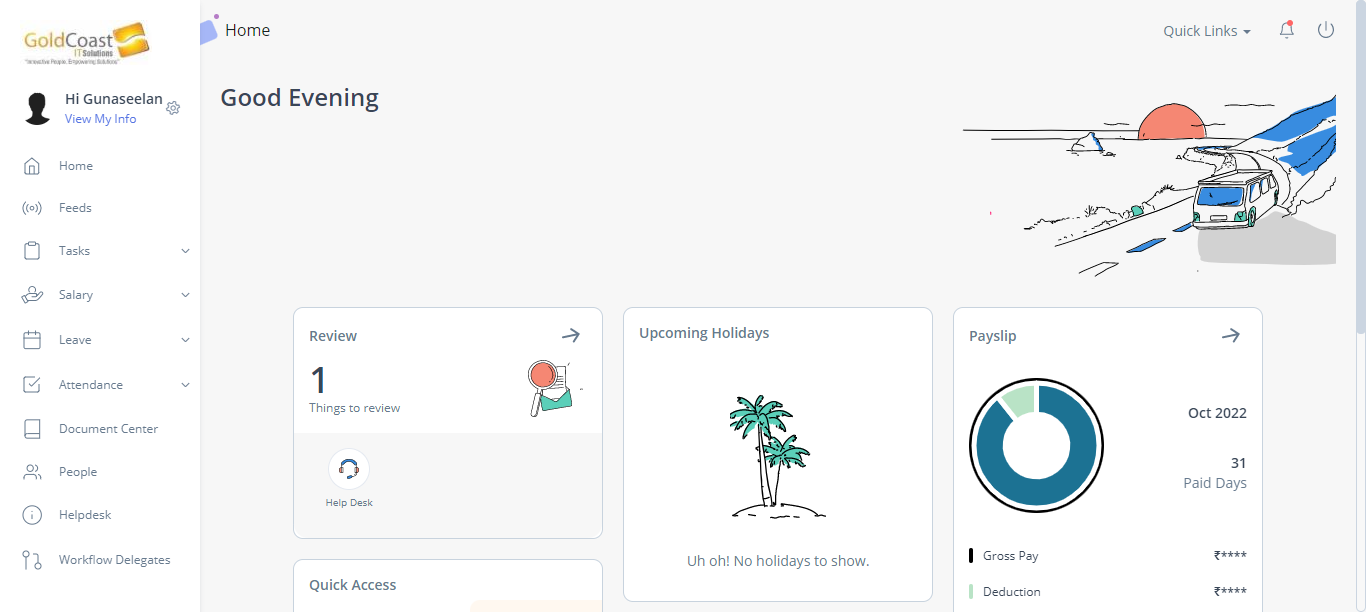 GoldCoast
IT Solutions
"Innovative People. Empowering Solutions"
Home
Quick Links
Hi Gunaseelan
View My Info
Good Evening
Home
Feeds
Tasks
Salary
Leave
Attendance
Document Center
People
Helpdesk
Workflow Delegates
Review
1
Things to review
Help Desk
Quick Access
Upcoming Holidays
Uh oh! No holidays to show.
Payslip
Oct 2022
31
Paid Days
Gross Pay ₹****
Deduction ₹****